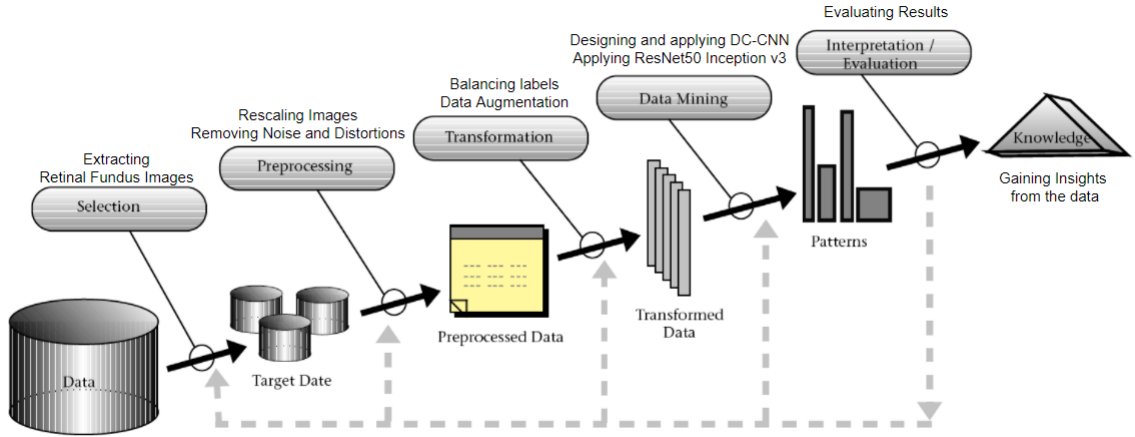 Evaluating Results
Interpretation /
Evaluation
Designing and applying DC-CNN
Applying ResNet50 Inception v3
Data Mining
Balancing labels
Data Augmentation
Transformation
Rescaling Images
Removing Noise and Distortions
Preprocessing
Extracting
Retinal Fundus Images
Selection
Data
Target Date
Preprocessed Data
Transformed
Data
Patterns
Knowledge
Gaining Insights
from the data